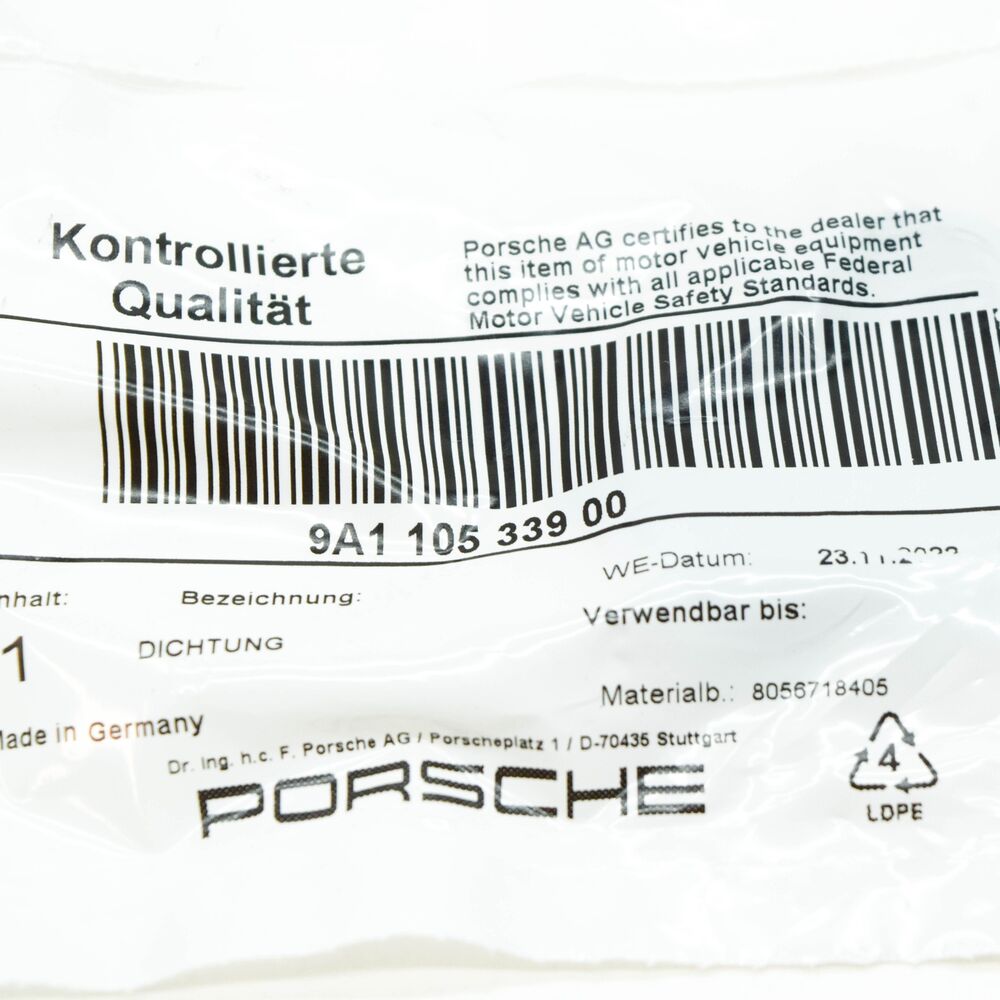 Kontrollierte
Qualität
Porsche AG certifies to the dealer that
this item of motor vehicle equipment
complies with all applicable Federal
Motor Vehicle Safety Standards.
9A1 105 339 00
WE-Datum:
nhalt:
Bezeichnung:
Verwendbar bis:
1
DICHTUNG
Materialb.: 8056718405
Made in Germany
Dr. Ing. h.c. F. Porsche AG / Porscheplatz 1 / D-70435 Stuttgart
PORSCHE
4
LDPE